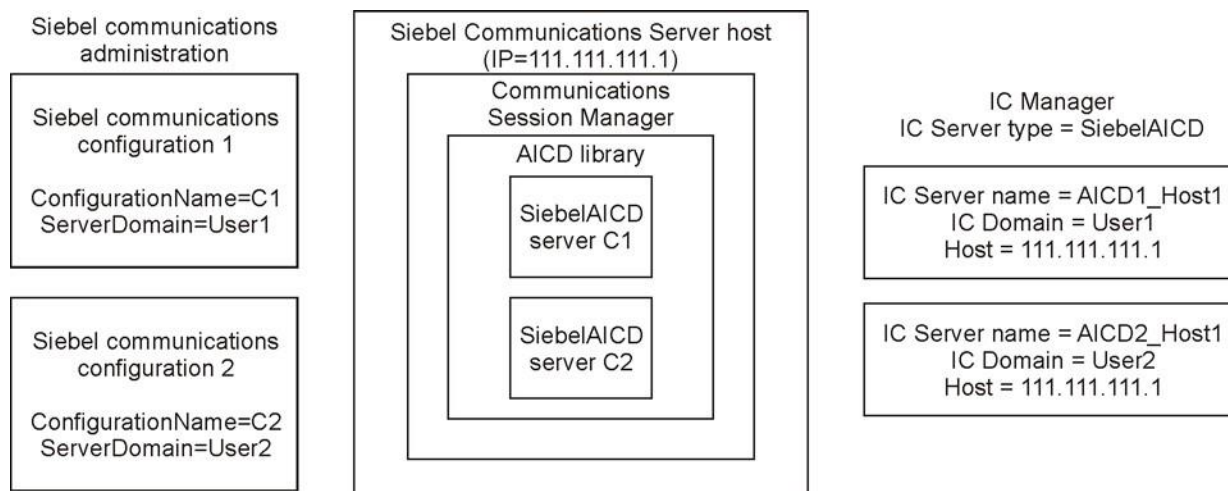 Siebel communications
administration
Siebel communications
configuration 1
ConfigurationName=C1
ServerDomain=User1
Siebel communications
configuration 2
ConfigurationName=C2
ServerDomain=User2
Siebel Communications Server host
(IP=111.111.111.1)
Communications
Session Manager
AICD library
SiebelAICD
server C1
SiebelAICD
server C2
IC Manager
IC Server type = SiebelAICD
IC Server name = AICD1_Host1
IC Domain = User1
Host = 111.111.111.1
IC Server name = AICD2_Host1
IC Domain = User2
Host = 111.111.111.1